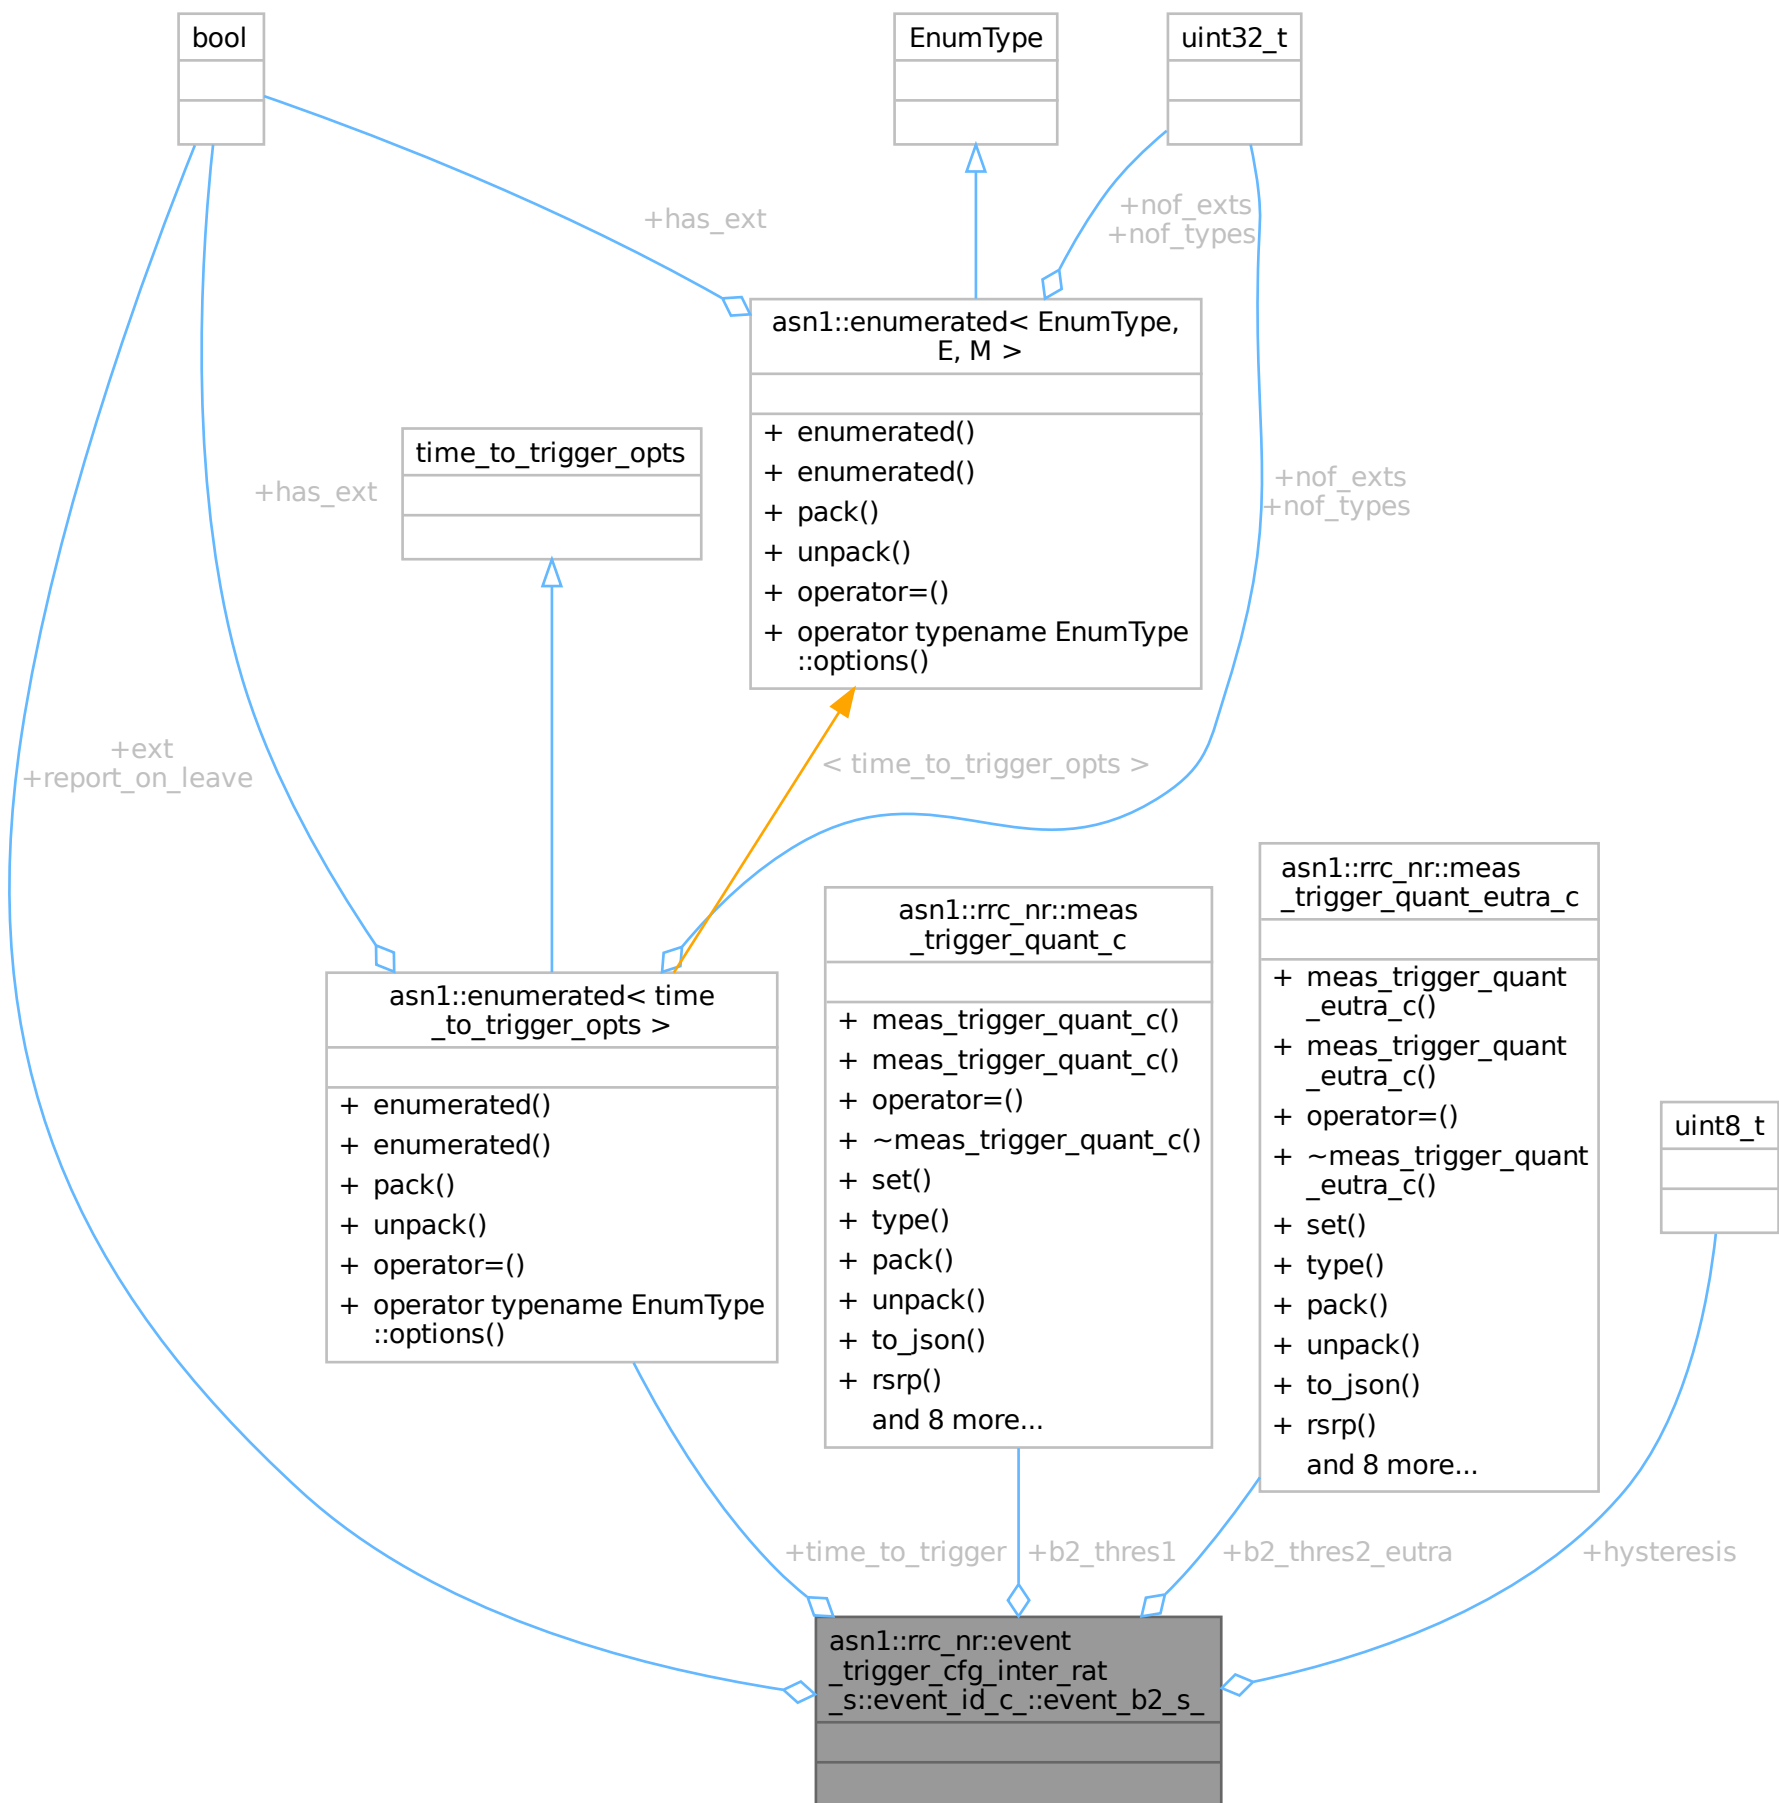 bool
EnumType
uint32_t
+has_ext
+nof_exts
+nof_types
asn1::enumerated< EnumType,
E, M >
+ enumerated()
+ enumerated()
+ pack()
+ unpack()
+ operator=()
+ operator typename EnumType
::options()
time_to_trigger_opts
+has_ext
+nof_exts
+nof_types
+ext
+report_on_leave
< time_to_trigger_opts >
asn1::enumerated< time
_to_trigger_opts >
+ enumerated()
+ enumerated()
+ pack()
+ unpack()
+ operator=()
+ operator typename EnumType
::options()
asn1::rrc_nr::meas
_trigger_quant_c
+ meas_trigger_quant_c()
+ meas_trigger_quant_c()
+ operator=()
+ ~meas_trigger_quant_c()
+ set()
+ type()
+ pack()
+ unpack()
+ to_json()
+ rsrp()
and 8 more...
asn1::rrc_nr::meas
_trigger_quant_eutra_c
+ meas_trigger_quant
_eutra_c()
+ meas_trigger_quant
_eutra_c()
+ operator=()
+ ~meas_trigger_quant
_eutra_c()
+ set()
+ type()
+ pack()
+ unpack()
+ to_json()
+ rsrp()
and 8 more...
uint8_t
+time_to_trigger
+b2_thres1
+b2_thres2_eutra
+hysteresis
asn1::rrc_nr::event
_trigger_cfg_inter_rat
_s::event_id_c_::event_b2_s_